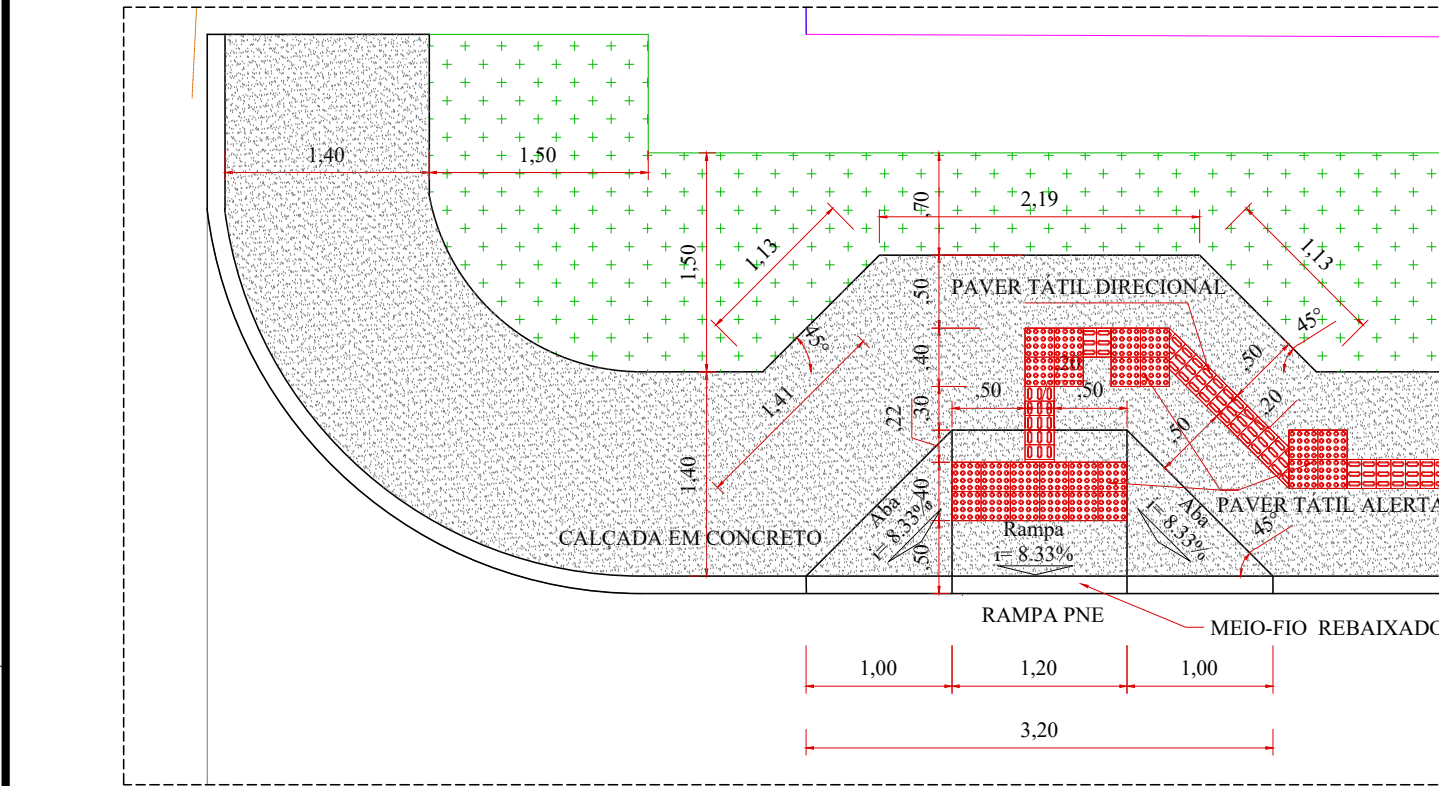 1,40
1,50
,70
2,19
1,50
1,13
1,13
PAVER TÁTIL DIRECIONAL
,50
45°
45°
,40
,20
,50
,50
,50
1,41
,30
,22
,20
,50
1,40
,40
Aba
i= 8.33%
Aba
i= 8.33%
PAVER TÁTIL ALERTA
45°
CALÇADA EM CONCRETO
Rampa
i= 8.33%
,50
RAMPA PNE
MEIO-FIO REBAIXADO
1,00
1,20
1,00
3,20